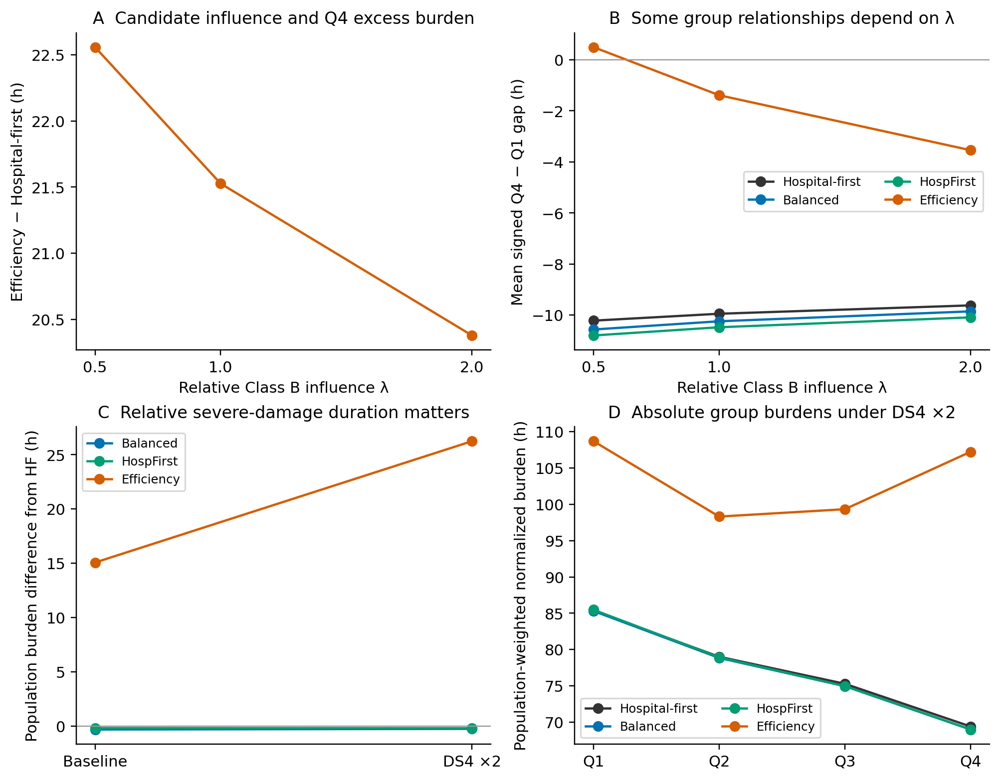 A  Candidate influence and Q4 excess burden
Efficiency − Hospital-first (h)
22.5
22.0
21.5
21.0
20.5
0.5
1.0
2.0
Relative Class B influence λ
B  Some group relationships depend on λ
Mean signed Q4 − Q1 gap (h)
0
−2
−4
−6
−8
−10
Hospital-first
Balanced
HospFirst
Efficiency
0.5
1.0
2.0
Relative Class B influence λ
C  Relative severe-damage duration matters
Population burden difference from HF (h)
25
20
15
10
5
0
Balanced
HospFirst
Efficiency
Baseline
DS4 ×2
D  Absolute group burdens under DS4 ×2
Population-weighted normalized burden (h)
110
105
100
95
90
85
80
75
70
Hospital-first
Balanced
HospFirst
Efficiency
Q1
Q2
Q3
Q4